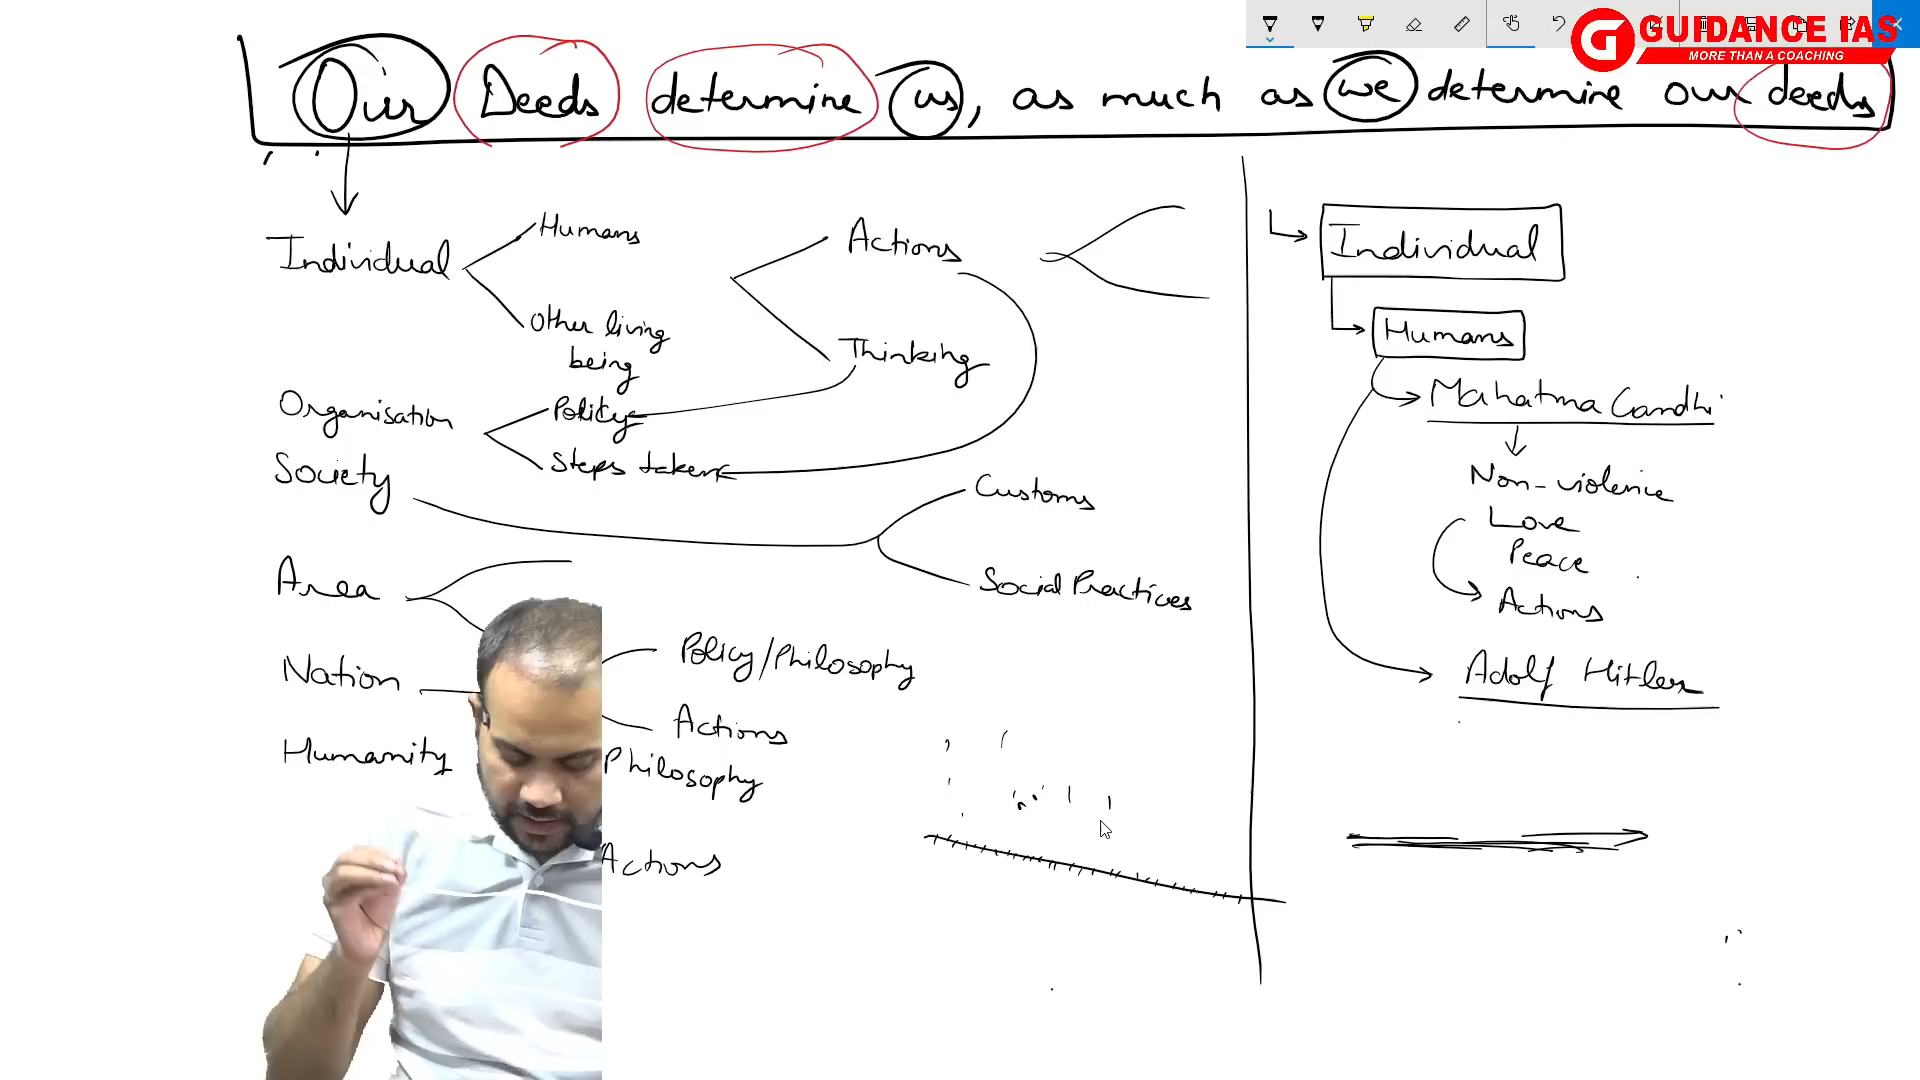 GUIDANCE IAS
MORE THAN A COACHING
Our Deeds determine us, as much as we determine our deeds
Individual
Humans
Other living
being
Actions
Thinking
Organisation
Policy
Steps taken
Society
Customs
Social Practices
Area
Nation
Policy/Philosophy
Actions
Humanity
Philosophy
Actions
Individual
Humans
Mahatma Gandhi
Non-violence
Love
Peace
Actions
Adolf Hitler